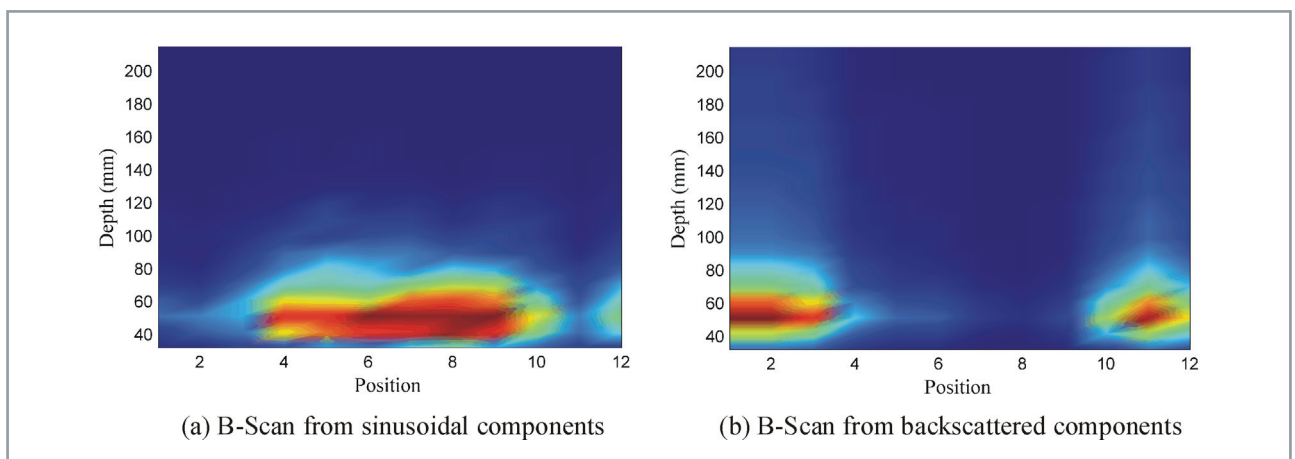 200
180
160
140
120
100
80
60
40
Depth (mm)
2 4 6 8 10 12
Position
(a) B-Scan from sinusoidal components
200
180
160
140
120
100
80
60
40
Depth (mm)
2 4 6 8 10 12
Position
(b) B-Scan from backscattered components